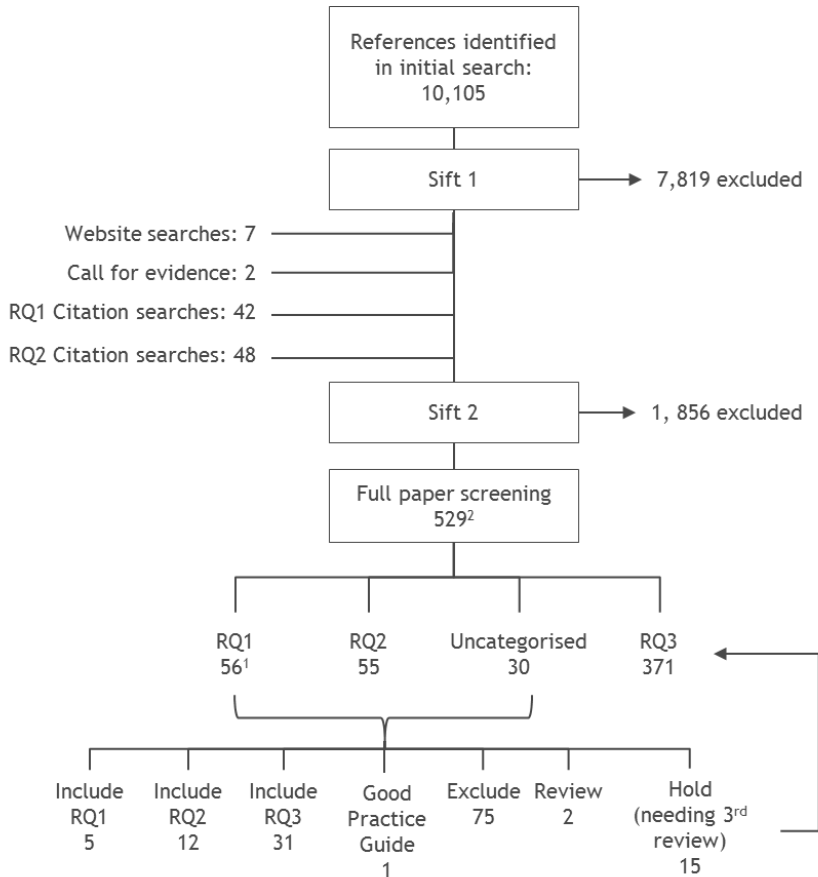 References identified
in initial search:
10,105
Sift 1
7,819 excluded
Website searches: 7
Call for evidence: 2
RQ1 Citation searches: 42
RQ2 Citation searches: 48
Sift 2
1, 856 excluded
Full paper screening
529²
RQ1
56¹
RQ2
55
Uncategorised
30
RQ3
371
Include
RQ1
5
Include
RQ2
12
Include
RQ3
31
Good
Practice
Guide
1
Exclude
75
Review
2
Hold
(needing 3rd
review)
15